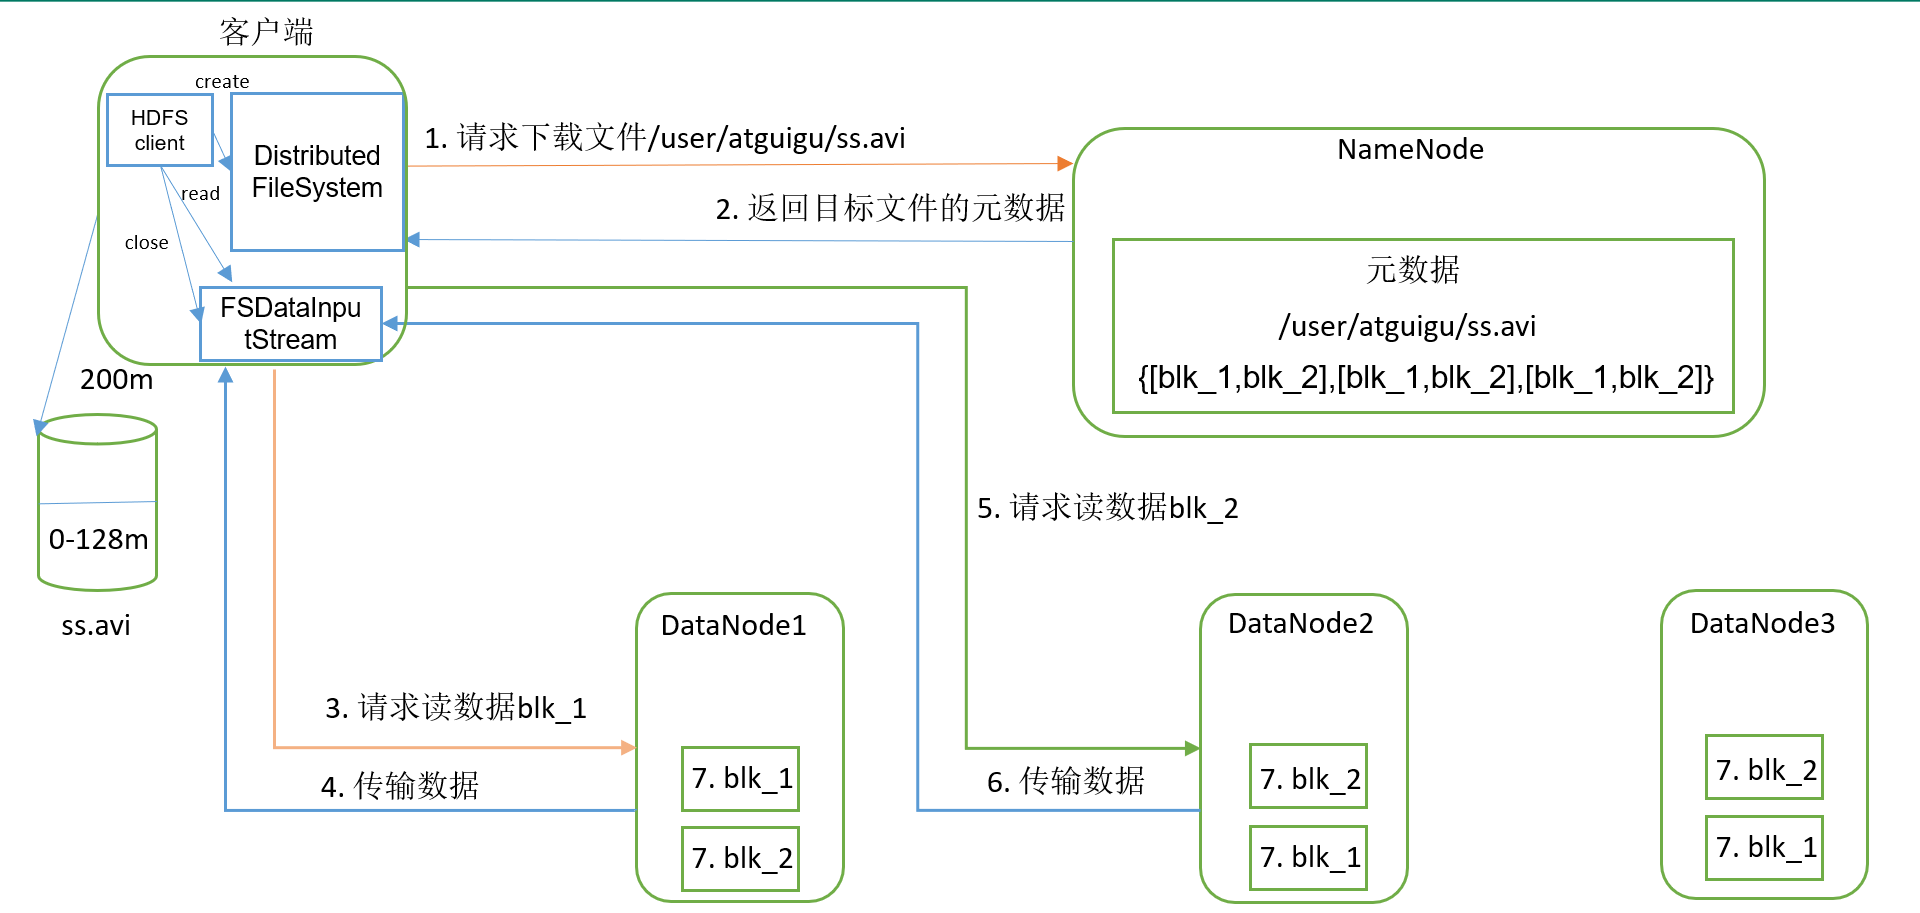 客户端
create
HDFS
client
Distributed
FileSystem
read
close
FSDataInpu
tStream
1. 请求下载文件/user/atguigu/ss.avi
2. 返回目标文件的元数据
NameNode
元数据
/user/atguigu/ss.avi
{[blk_1,blk_2],[blk_1,blk_2],[blk_1,blk_2]}
200m
0-128m
ss.avi
3. 请求读数据blk_1
4. 传输数据
5. 请求读数据blk_2
6. 传输数据
DataNode1
7. blk_1
7. blk_2
DataNode2
7. blk_2
7. blk_1
DataNode3
7. blk_2
7. blk_1